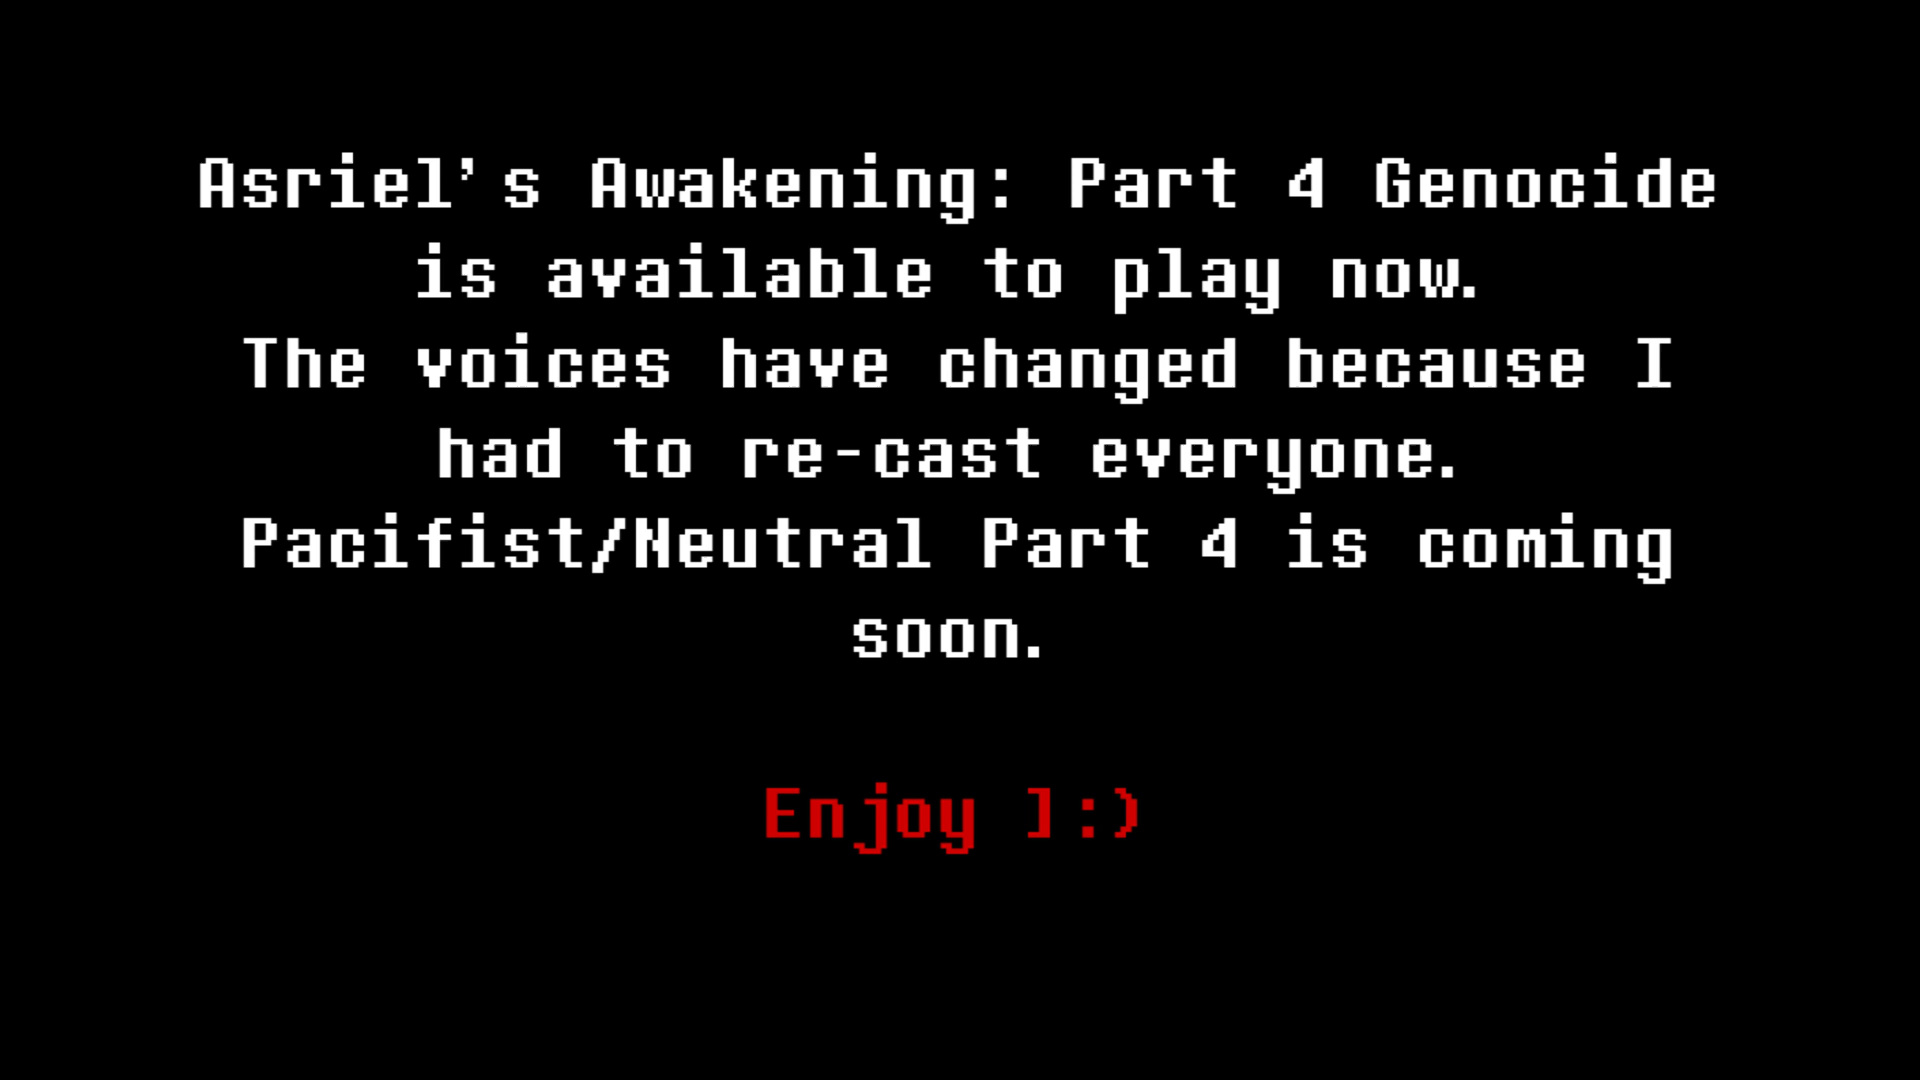 Asriel's Awakening: Part 4 Genocide
is available to play now.
The voices have changed because I
had to re-cast everyone.
Pacifist/Neutral Part 4 is coming
soon.
Enjoy ]:)